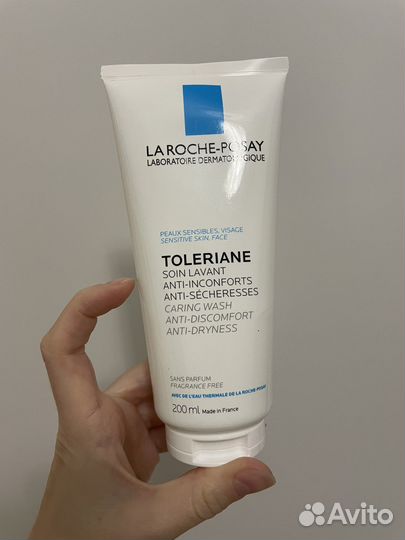 LA ROCHE-POSAY
LABORATOIRE DERMATOLOGIQUE
PEAUX SENSIBLES, VISAGE
SENSITIVE SKIN, FACE
TOLERIANE
SOIN LAVANT
ANTI-INCONFORTS
ANTI-SÉCHERESSES
CARING WASH
ANTI-DISCOMFORT
ANTI-DRYNESS
SANS PARFUM
FRAGRANCE FREE
AVEC DE L'EAU THERMALE DE LA ROCHE-POSAY
200 ml Made in France
Avito